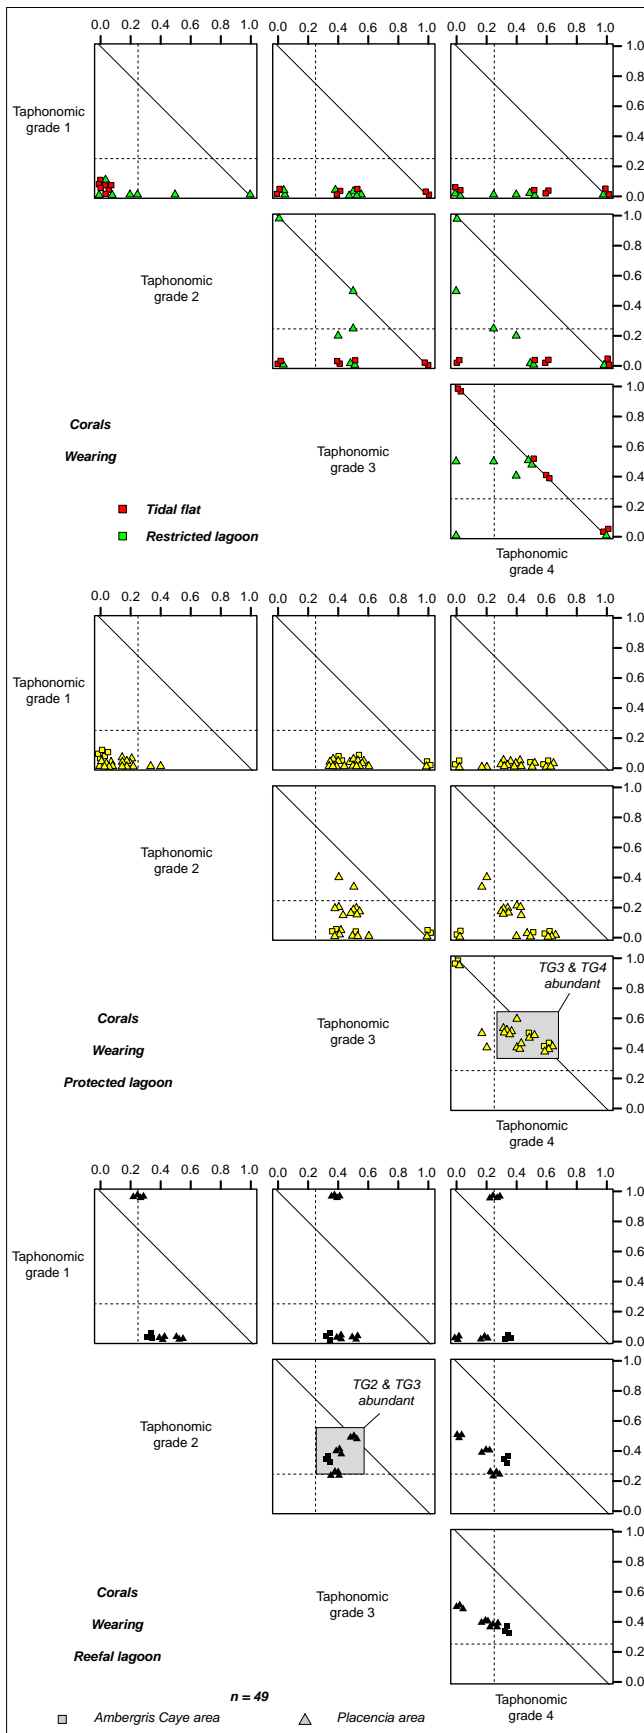 0.0 0.2 0.4 0.6 0.8 1.0 0.0 0.2 0.4 0.6 0.8 1.0 0.0 0.2 0.4 0.6 0.8 1.0
1.0
0.8
Taphonomic
grade 1
0.6
0.4
0.2
0.0
1.0
0.8
Taphonomic
grade 2
0.6
0.4
0.2
0.0
1.0
0.8
Corals
Wearing
Taphonomic
grade 3
0.6
0.4
Tidal flat
0.2
Restricted lagoon
0.0
Taphonomic
grade 4
0.0 0.2 0.4 0.6 0.8 1.0 0.0 0.2 0.4 0.6 0.8 1.0 0.0 0.2 0.4 0.6 0.8 1.0
1.0
0.8
Taphonomic
grade 1
0.6
0.4
0.2
0.0
1.0
0.8
Taphonomic
grade 2
0.6
0.4
0.2
0.0
TG3 & TG4
abundant
1.0
0.8
Corals
Wearing
Protected lagoon
Taphonomic
grade 3
0.6
0.4
0.2
0.0
Taphonomic
grade 4
0.0 0.2 0.4 0.6 0.8 1.0 0.0 0.2 0.4 0.6 0.8 1.0 0.0 0.2 0.4 0.6 0.8 1.0
1.0
0.8
Taphonomic
grade 1
0.6
0.4
0.2
0.0
TG2 & TG3
abundant
1.0
0.8
Taphonomic
grade 2
0.6
0.4
0.2
0.0
1.0
0.8
Corals
Wearing
Reefal lagoon
Taphonomic
grade 3
0.6
0.4
0.2
0.0
n = 49
Taphonomic
grade 4
Ambergris Caye area Placencia area